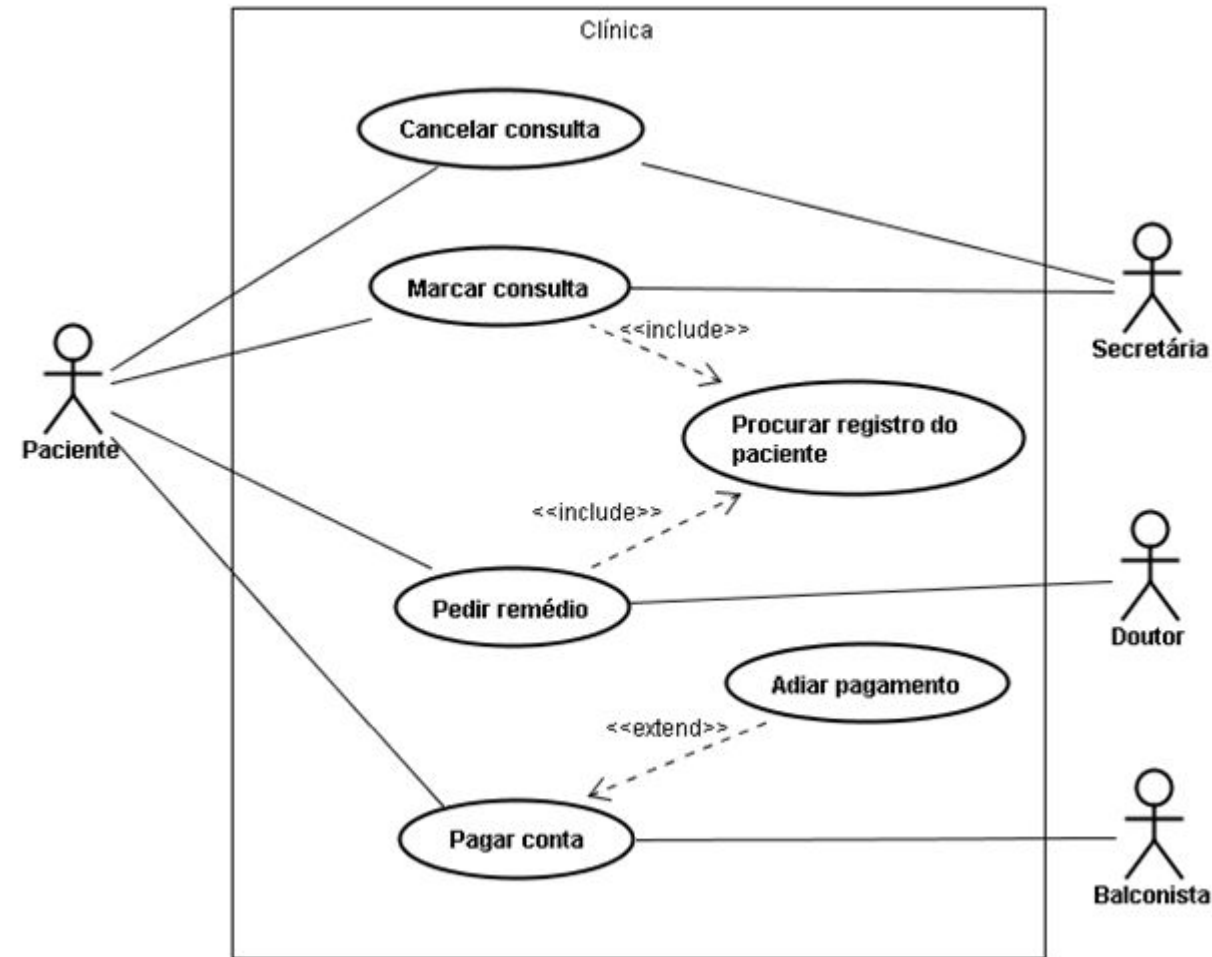 Clínica
Cancelar consulta
Marcar consulta
<<include>>
Secretária
Paciente
Procurar registro do
paciente
<<include>>
Pedir remédio
Doutor
Adiar pagamento
<<extend>>
Pagar conta
Balconista